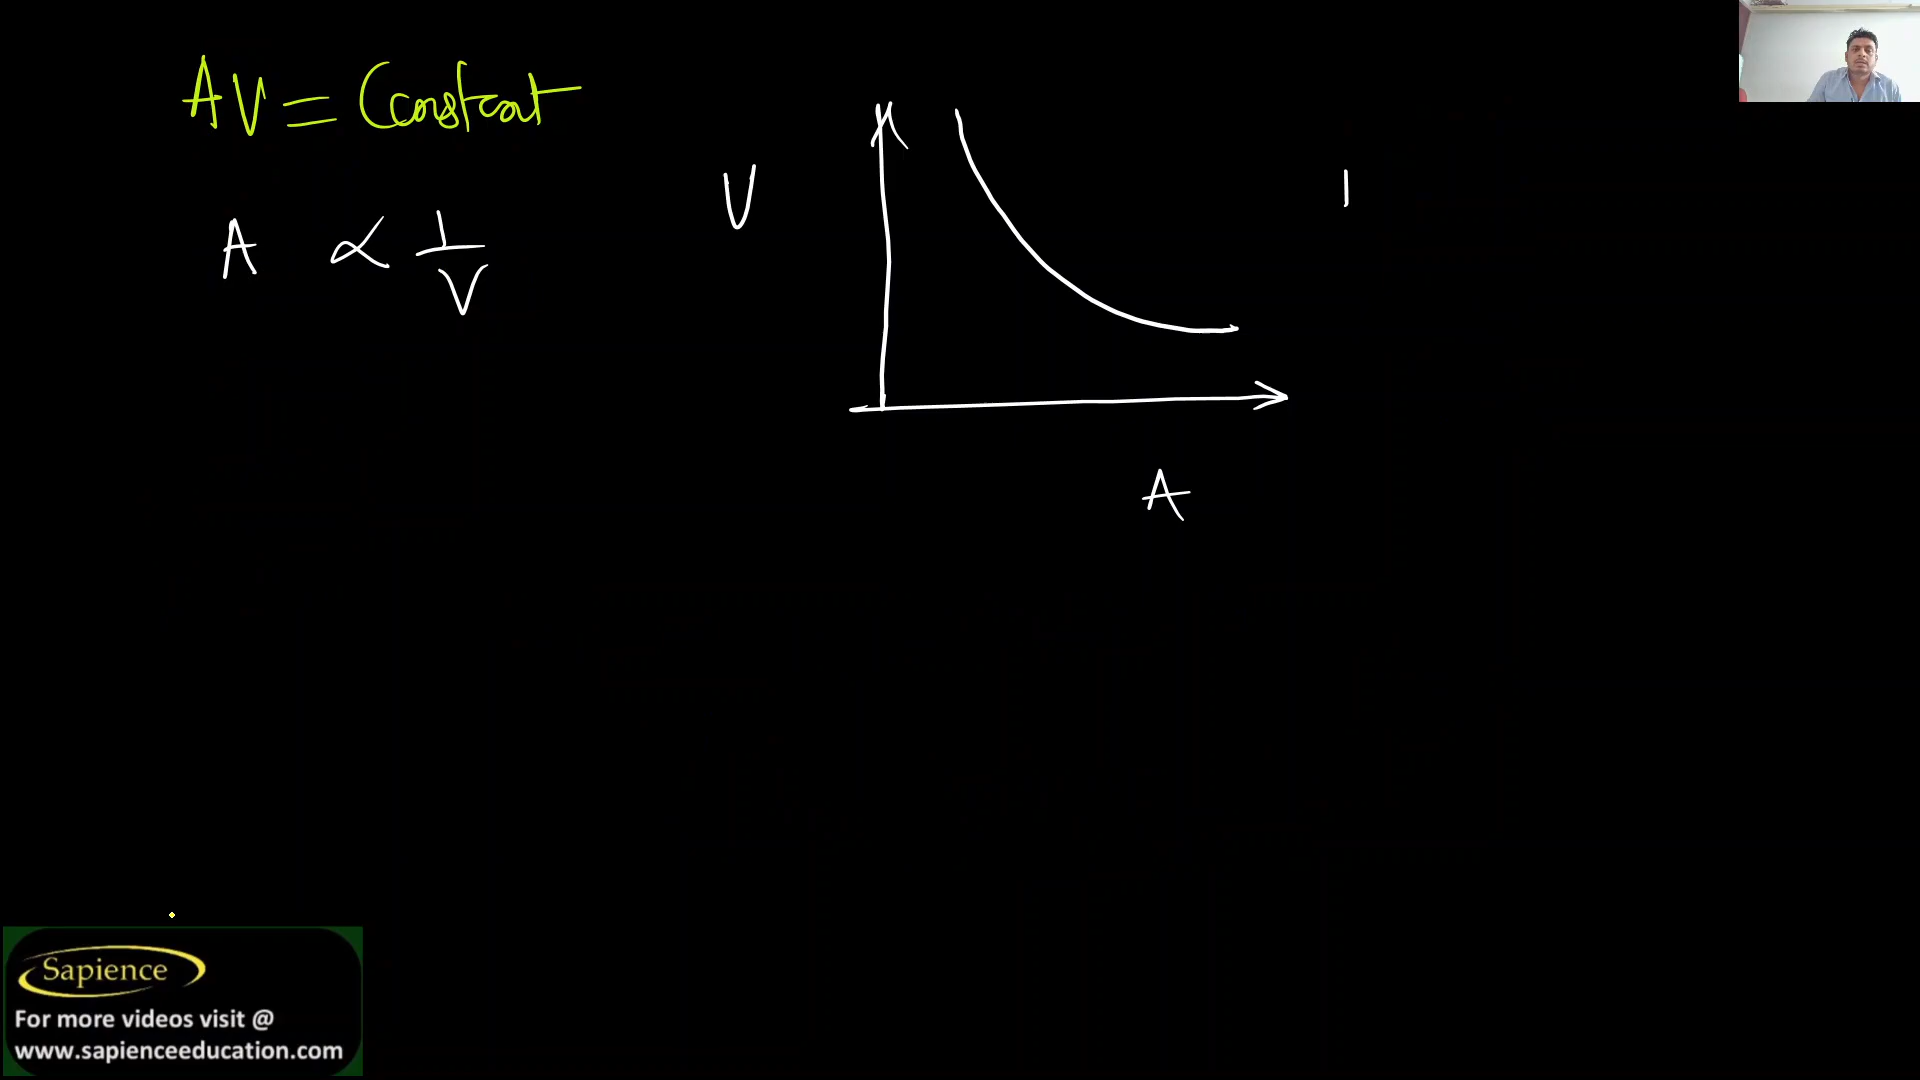 AV = Constant
A ∝ 1/V
V
A
Sapience
For more videos visit @
www.sapienceeducation.com